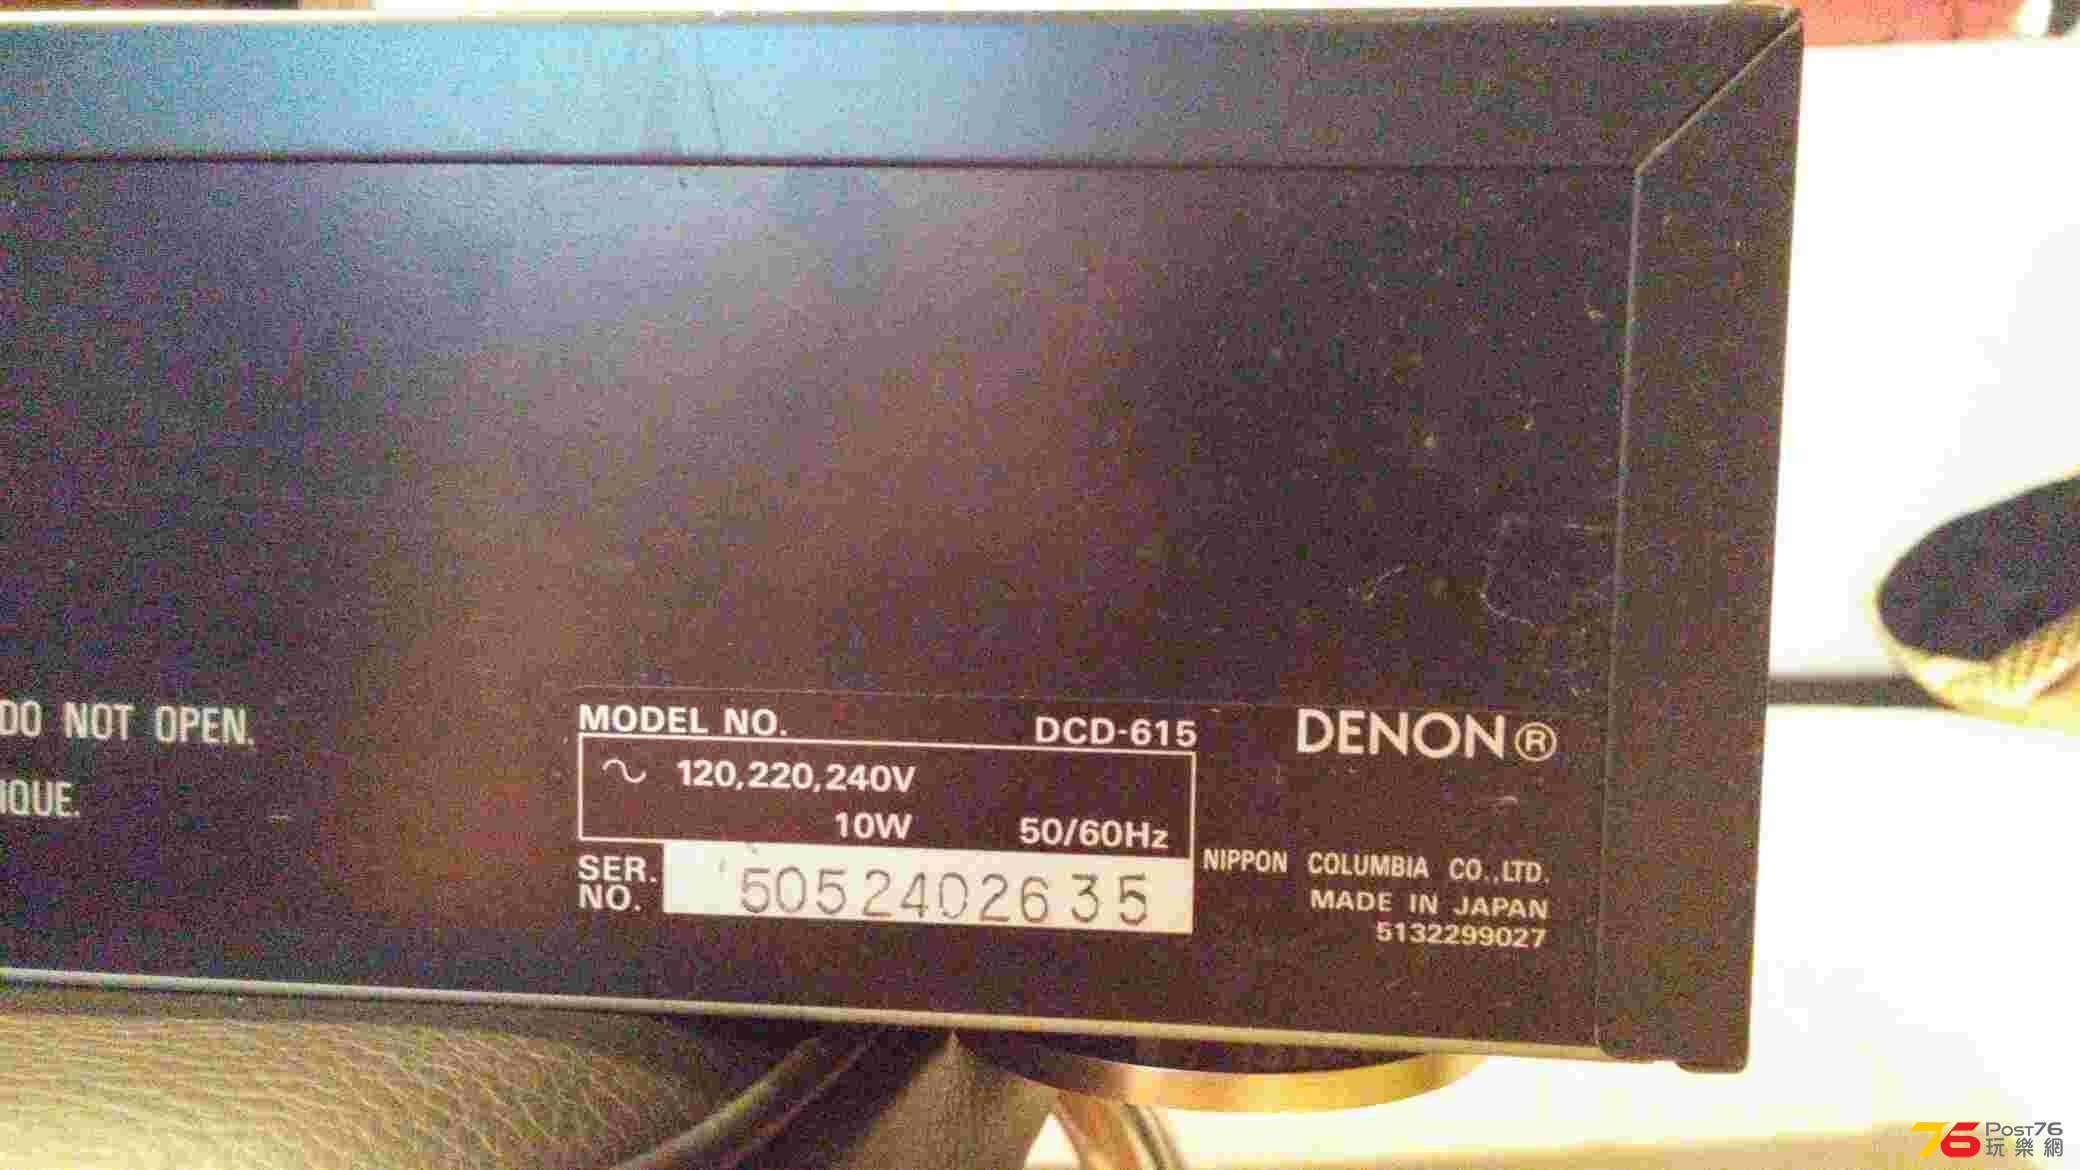 DO NOT OPEN.
IQUE.
MODEL NO. DCD-615
120,220,240V
10W 50/60Hz
SER. NO. 5052402635
DENON®
NIPPON COLUMBIA CO.,LTD.
MADE IN JAPAN
5132299027
76 POST76
玩樂網